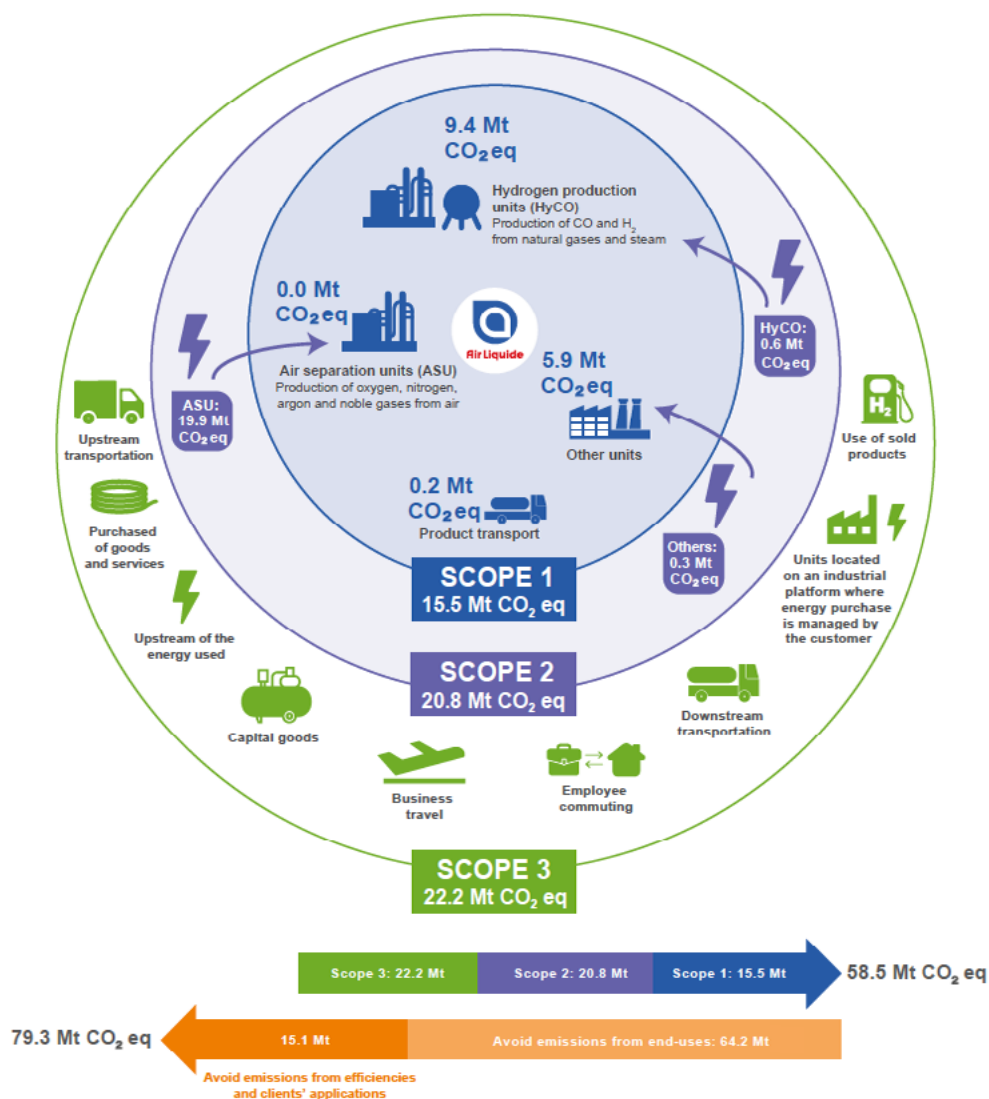 9.4 Mt
CO₂ eq
Hydrogen production
units (HyCO)
Production of CO and H₂
from natural gases and steam
0.0 Mt
CO₂ eq
Air Liquide
HyCO:
0.6 Mt
CO₂ eq
5.9 Mt
CO₂ eq
Air separation units (ASU)
Production of oxygen, nitrogen,
argon and noble gases from air
ASU:
19.9 Mt
CO₂ eq
H₂
Upstream
transportation
Use of sold
products
Other units
0.2 Mt
CO₂ eq
Product transport
Purchased
of goods
and services
Others:
0.3 Mt
CO₂ eq
Units located
on an industrial
platform where
energy purchase
is managed by
the customer
SCOPE 1
15.5 Mt CO₂ eq
Upstream of the
energy used
SCOPE 2
20.8 Mt CO₂ eq
Capital goods
Downstream
transportation
Business
travel
Employee
commuting
SCOPE 3
22.2 Mt CO₂ eq
Scope 3: 22.2 Mt
Scope 2: 20.8 Mt
Scope 1: 15.5 Mt
58.5 Mt CO₂ eq
79.3 Mt CO₂ eq
15.1 Mt
Avoid emissions from end-uses: 64.2 Mt
Avoid emissions from efficiencies
and clients' applications